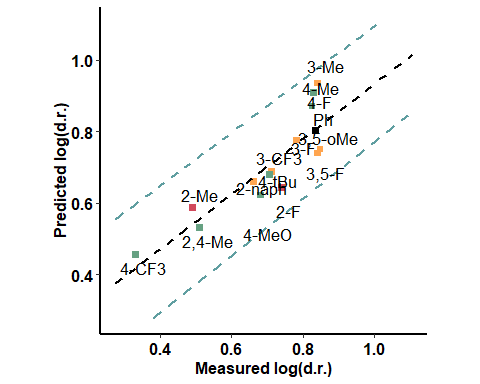 1.0
0.8
0.6
0.4
Predicted log(d.r.)
3-Me
4-Me
4-F
Ph
3,5-oMe
3-F
3-CF3
3,5-F
4-tBu
2-naph
2-Me
2-F
4-MeO
2,4-Me
4-CF3
0.4 0.6 0.8 1.0
Measured log(d.r.)